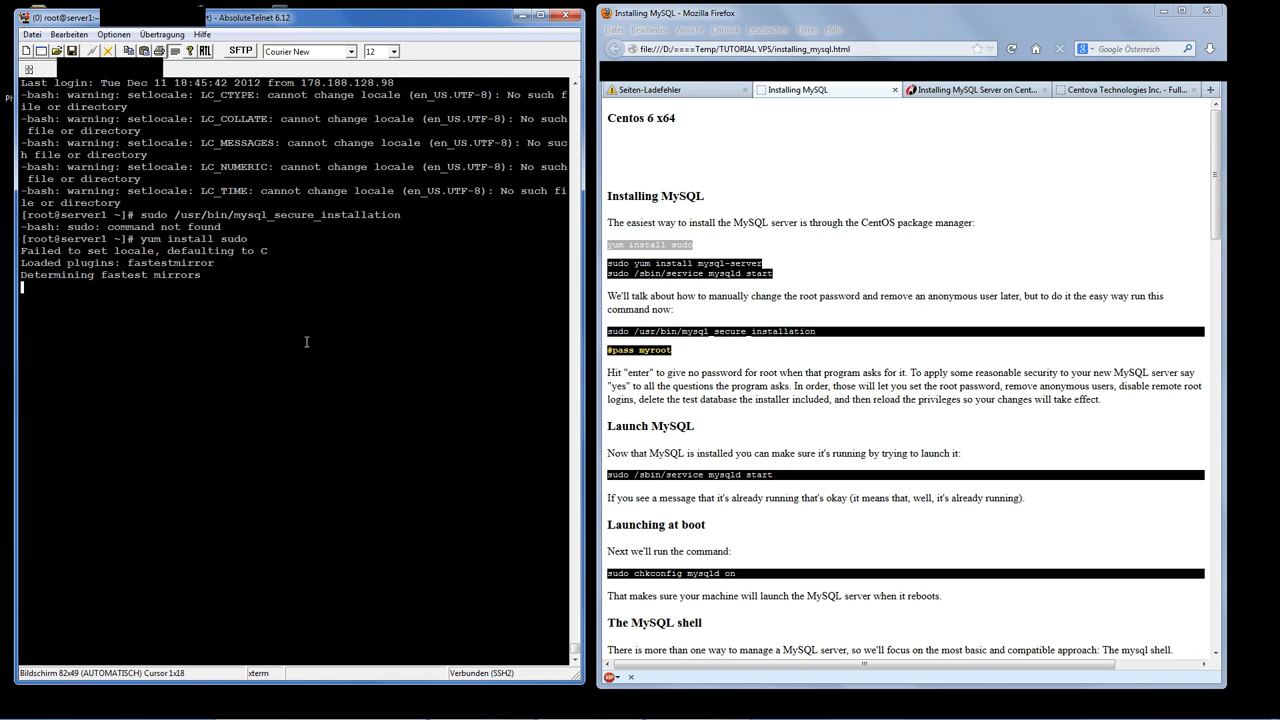 (0) root@server1:~
t) - AbsoluteTelnet 6.12
Datei Bearbeiten Optionen Übertragung Hilfe
RTL SFTP Courier New 12
Last login: Tue Dec 11 18:45:42 2012 from 178.188.128.98
-bash: warning: setlocale: LC_CTYPE: cannot change locale (en_US.UTF-8): No such f
ile or directory
-bash: warning: setlocale: LC_COLLATE: cannot change locale (en_US.UTF-8): No such
 file or directory
-bash: warning: setlocale: LC_MESSAGES: cannot change locale (en_US.UTF-8): No suc
h file or directory
-bash: warning: setlocale: LC_NUMERIC: cannot change locale (en_US.UTF-8): No such
 file or directory
-bash: warning: setlocale: LC_TIME: cannot change locale (en_US.UTF-8): No such fi
le or directory
[root@server1 ~]# sudo /usr/bin/mysql_secure_installation
-bash: sudo: command not found
[root@server1 ~]# yum install sudo
Failed to set locale, defaulting to C
Loaded plugins: fastestmirror
Determining fastest mirrors
Bildschirm 82x49 (AUTOMATISCH) Cursor 1x18 xterm Verbunden (SSH2)
Installing MySQL - Mozilla Firefox
Datei Bearbeiten Ansicht Chronik Lesezeichen Extras Hilfe
file:///D:/====Temp/TUTORIAL VPS/installing_mysql.html
Google Österreich
Seiten-Ladefehler
Installing MySQL
Installing MySQL Server on Cent...
Centova Technologies Inc. - Full...
Centos 6 x64
Installing MySQL
The easiest way to install the MySQL server is through the CentOS package manager:
yum install sudo
sudo yum install mysql-server
sudo /sbin/service mysqld start
We'll talk about how to manually change the root password and remove an anonymous user later, but to do it the easy way run this
command now:
sudo /usr/bin/mysql_secure_installation
#pass myroot
Hit "enter" to give no password for root when that program asks for it. To apply some reasonable security to your new MySQL server say
"yes" to all the questions the program asks. In order, those will let you set the root password, remove anonymous users, disable remote root
logins, delete the test database the installer included, and then reload the privileges so your changes will take effect.
Launch MySQL
Now that MySQL is installed you can make sure it's running by trying to launch it:
sudo /sbin/service mysqld start
If you see a message that it's already running that's okay (it means that, well, it's already running).
Launching at boot
Next we'll run the command:
sudo chkconfig mysqld on
That makes sure your machine will launch the MySQL server when it reboots.
The MySQL shell
There is more than one way to manage a MySQL server, so we'll focus on the most basic and compatible approach: The mysql shell.
ABP